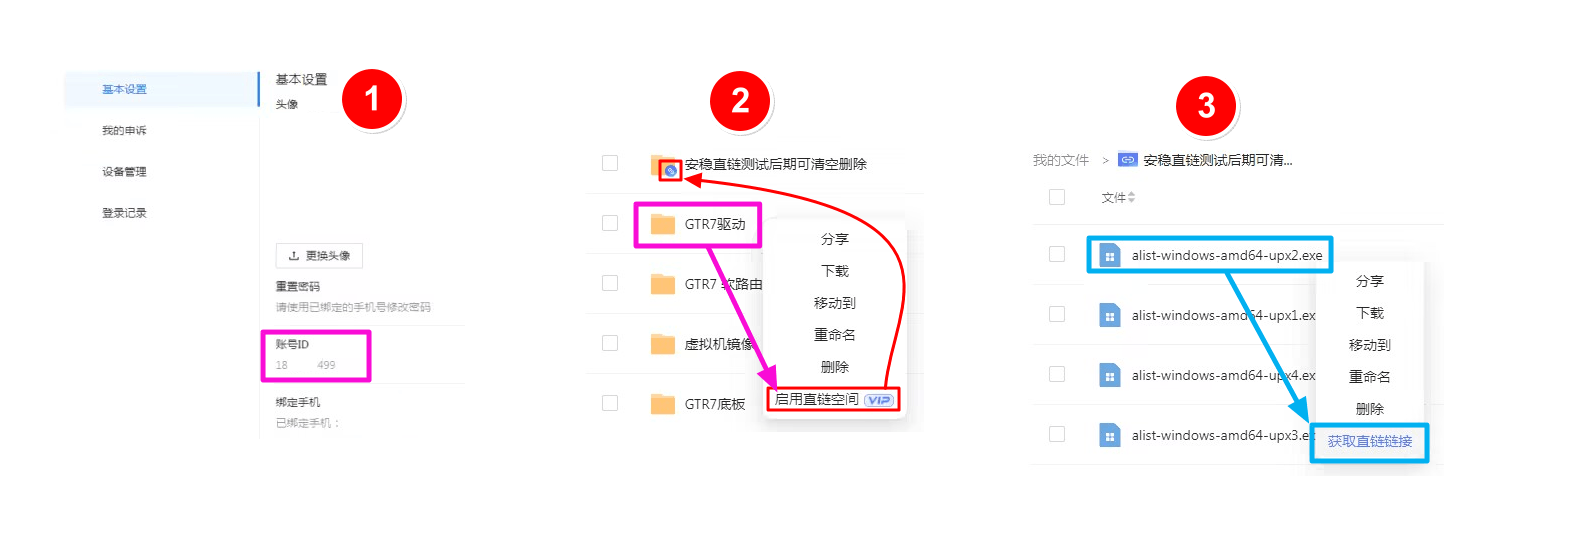 1
基本设置
我的申诉
设备管理
登录记录
基本设置
头像
更换头像
重置密码
请使用已绑定的手机号修改密码
账号ID
18 499
绑定手机
已绑定手机：
2
安稳直链测试后期可清空删除
GTR7驱动
GTR7 软路由
虚拟机镜像
GTR7底板
分享
下载
移动到
重命名
删除
启用直链空间 VIP
3
我的文件 > 安稳直链测试后期可清...
文件
alist-windows-amd64-upx2.exe
alist-windows-amd64-upx1.ex
alist-windows-amd64-upx4.ex
alist-windows-amd64-upx3.e
分享
下载
移动到
重命名
删除
获取直链链接